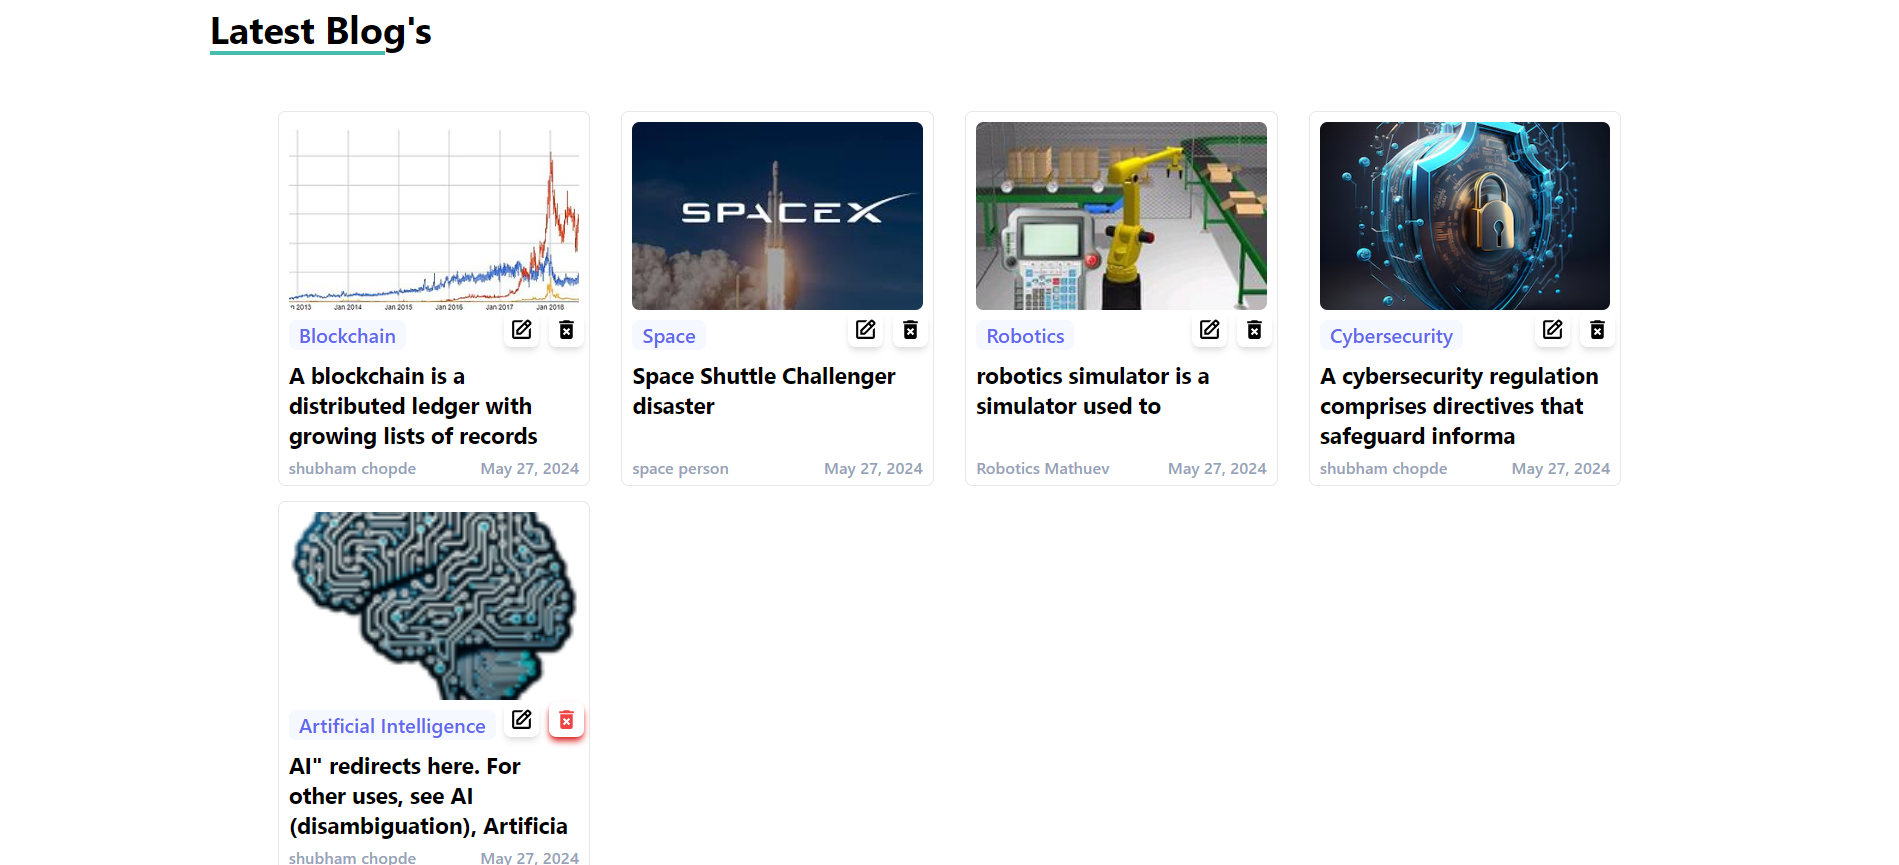 Latest Blog's
n 2013 Jan 2014 Jan 2015 Jan 2016 Jan 2017 Jan 2018
Blockchain
A blockchain is a
distributed ledger with
growing lists of records
shubham chopde May 27, 2024
SPACEX
Space
Space Shuttle Challenger
disaster
space person May 27, 2024
Robotics
robotics simulator is a
simulator used to
Robotics Mathuev May 27, 2024
Cybersecurity
A cybersecurity regulation
comprises directives that
safeguard informa
shubham chopde May 27, 2024
Artificial Intelligence
AI" redirects here. For
other uses, see AI
(disambiguation), Artificia
shubham chopde May 27, 2024